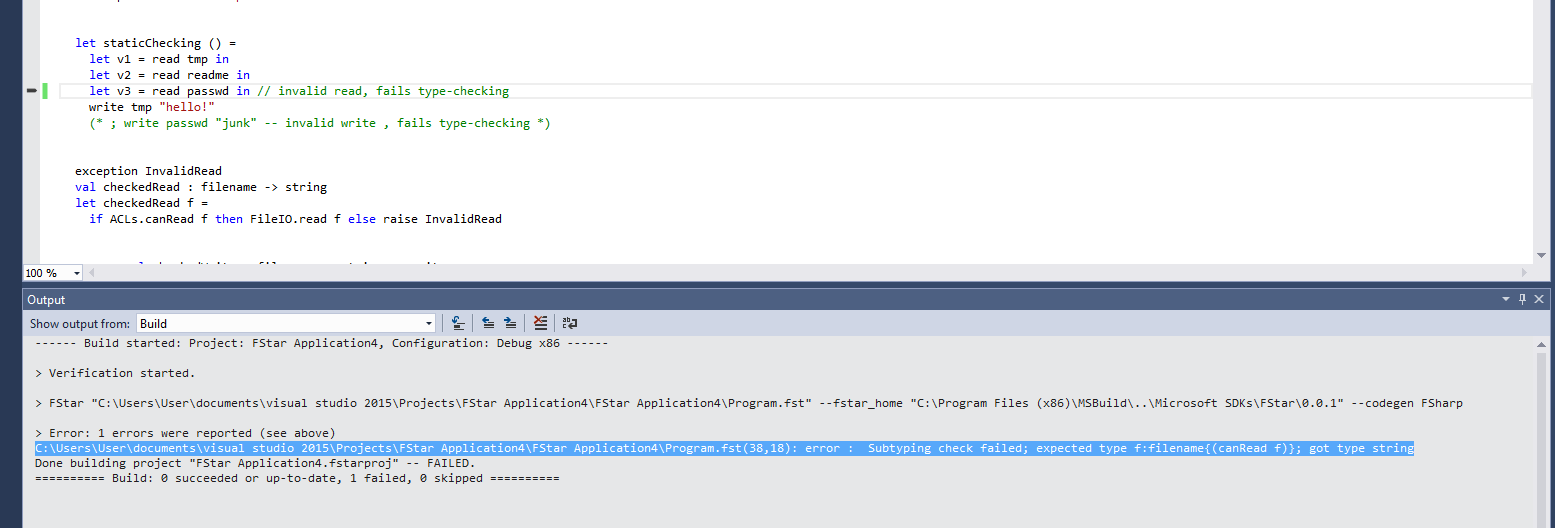 let staticChecking () =
let v1 = read tmp in
let v2 = read readme in
let v3 = read passwd in // invalid read, fails type-checking
write tmp "hello!"
(* ; write passwd "junk" -- invalid write , fails type-checking *)
exception InvalidRead
val checkedRead : filename -> string
let checkedRead f =
if ACLs.canRead f then FileIO.read f else raise InvalidRead
100 %
Output
Show output from: Build
------ Build started: Project: FStar Application4, Configuration: Debug x86 ------
> Verification started.
> FStar "C:\Users\User\documents\visual studio 2015\Projects\FStar Application4\FStar Application4\Program.fst" --fstar_home "C:\Program Files (x86)\MSBuild\..\Microsoft SDKs\FStar\0.0.1" --codegen FSharp
> Error: 1 errors were reported (see above)
C:\Users\User\documents\visual studio 2015\Projects\FStar Application4\FStar Application4\Program.fst(38,18): error :  Subtyping check failed; expected type f:filename{(canRead f)}; got type string
Done building project "FStar Application4.fstarproj" -- FAILED.
========== Build: 0 succeeded or up-to-date, 1 failed, 0 skipped ==========